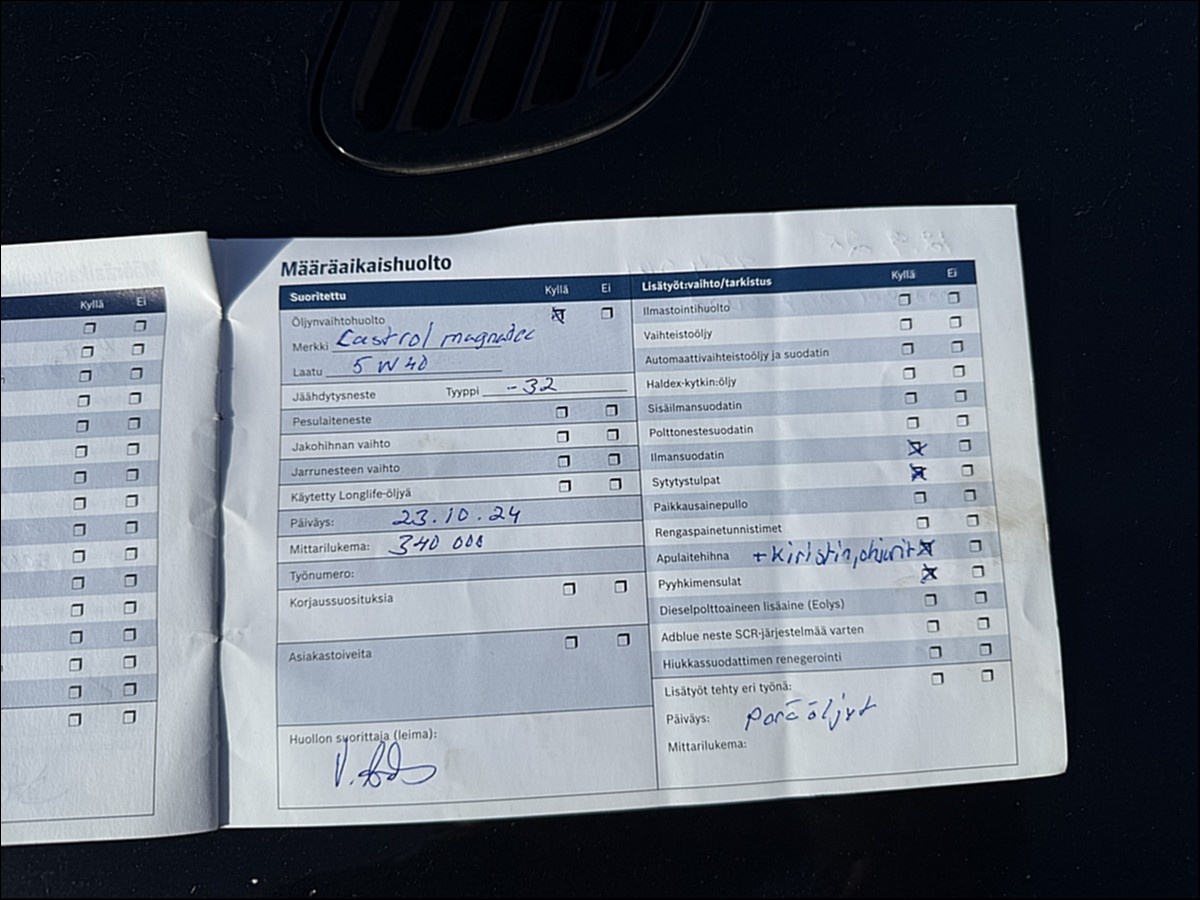 Määräaikaishuolto
Suoritettu Kyllä Ei
Öljynvaihtohuolto
Merkki Castrol magnatec
Laatu 5 W 40
Jäähdytysneste Tyyppi -32
Pesulaiteneste
Jakohihnan vaihto
Jarrunesteen vaihto
Käytetty Longlife-öljyä
Päiväys: 23.10.24
Mittarilukema: 340 000
Työnumero:
Korjaussuosituksia
Asiakastoiveita
Huollon suorittaja (leima):
Lisätyöt:vaihto/tarkistus Kyllä Ei
Ilmastointihuolto
Vaihteistoöljy
Automaattivaihteistoöljy ja suodatin
Haldex-kytkin:öljy
Sisäilmansuodatin
Polttonestesuodatin
Ilmansuodatin
Sytytystulpat
Paikkausainepullo
Rengaspainetunnistimet
Apulaitehihna + kiristin, ohjurit
Pyyhkimensulat
Dieselpolttoaineen lisäaine (Eolys)
Adblue neste SCR-järjestelmää varten
Hiukkassuodattimen renegerointi
Lisätyöt tehty eri työnä:
Päiväys: peräöljyt
Mittarilukema:
Kyllä Ei